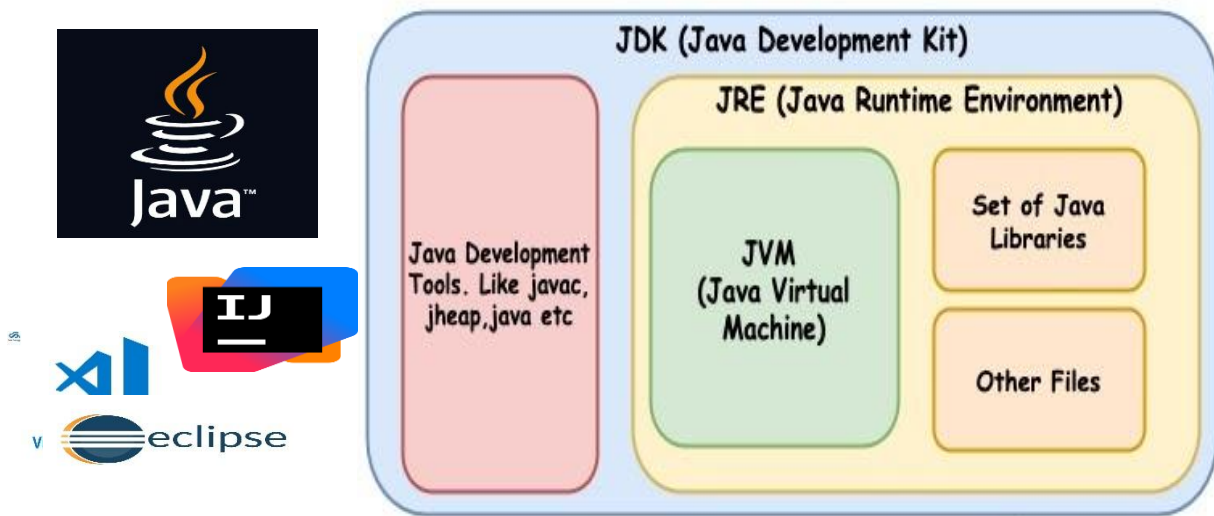 Java™
IJ
eclipse
JDK (Java Development Kit)
JRE (Java Runtime Environment)
Java Development
Tools. Like javac,
jheap,java etc
JVM
(Java Virtual
Machine)
Set of Java
Libraries
Other Files